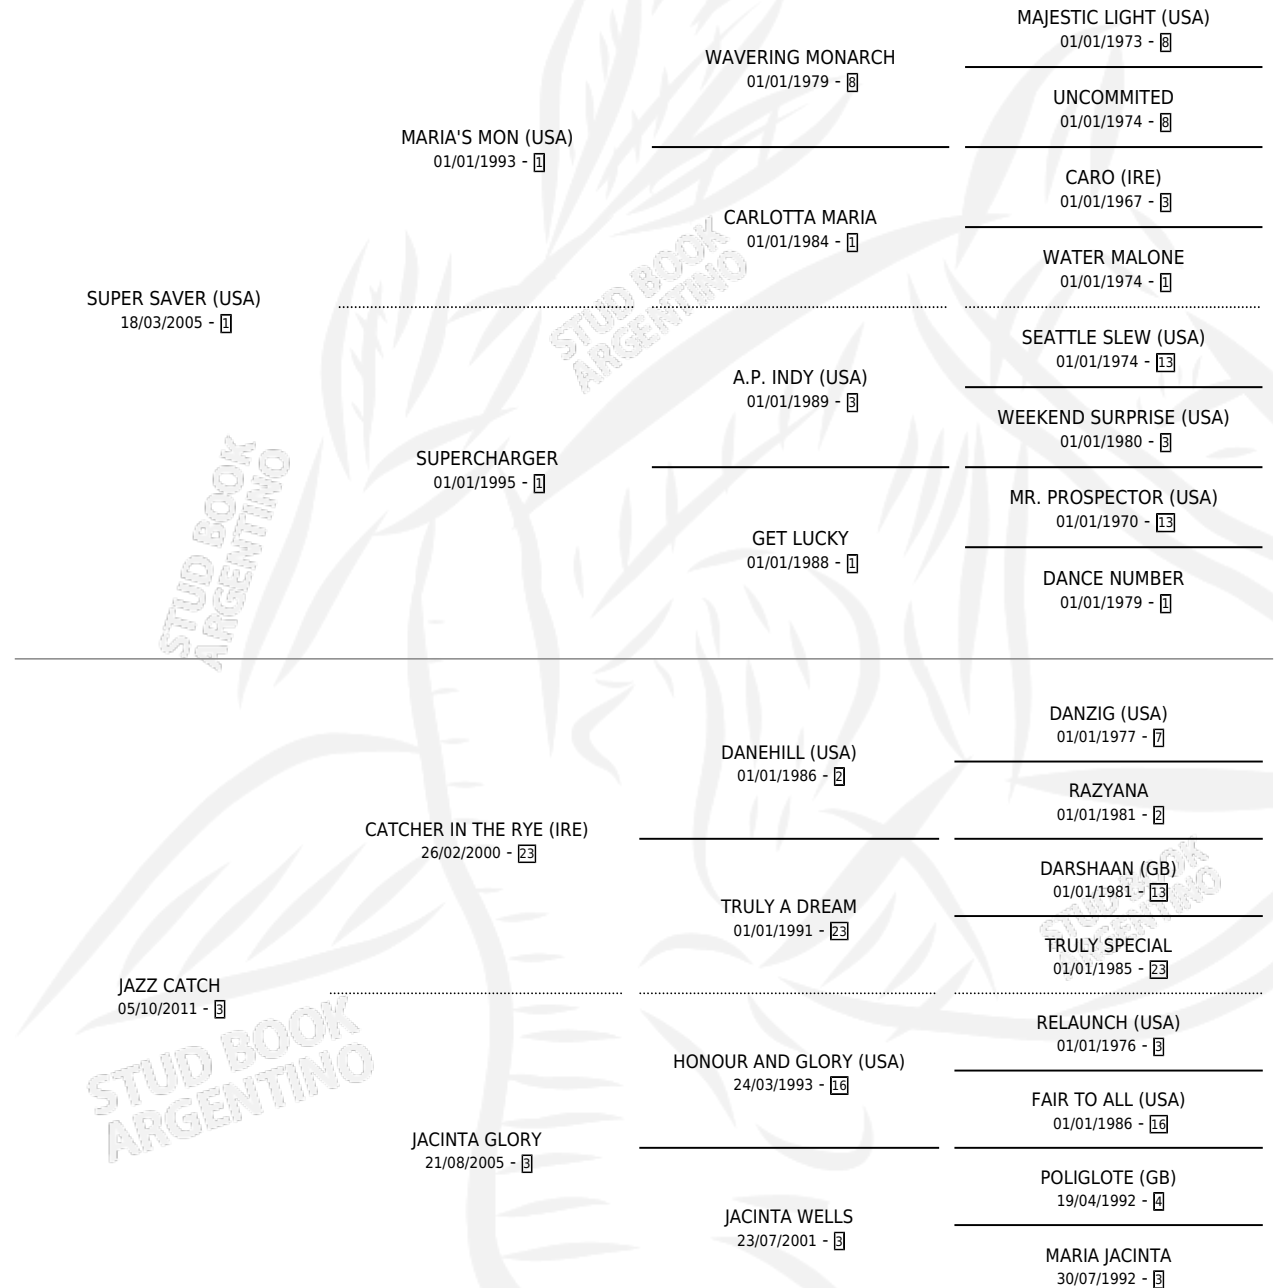 MAJESTIC LIGHT (USA)
01/01/1973 - 8
WAVERING MONARCH
01/01/1979 - 8
UNCOMMITED
01/01/1974 - 8
MARIA'S MON (USA)
01/01/1993 - 1
CARO (IRE)
01/01/1967 - 3
CARLOTTA MARIA
01/01/1984 - 1
WATER MALONE
01/01/1974 - 1
SUPER SAVER (USA)
18/03/2005 - 1
SEATTLE SLEW (USA)
01/01/1974 - 13
A.P. INDY (USA)
01/01/1989 - 3
WEEKEND SURPRISE (USA)
01/01/1980 - 3
SUPERCHARGER
01/01/1995 - 1
MR. PROSPECTOR (USA)
01/01/1970 - 13
GET LUCKY
01/01/1988 - 1
DANCE NUMBER
01/01/1979 - 1
STUD BOOK
ARGENTINO
STUD BOOK
ARGENTINO
DANZIG (USA)
01/01/1977 - 7
DANEHILL (USA)
01/01/1986 - 2
RAZYANA
01/01/1981 - 2
CATCHER IN THE RYE (IRE)
26/02/2000 - 23
DARSHAAN (GB)
01/01/1981 - 13
TRULY A DREAM
01/01/1991 - 23
TRULY SPECIAL
01/01/1985 - 23
JAZZ CATCH
05/10/2011 - 3
RELAUNCH (USA)
01/01/1976 - 3
HONOUR AND GLORY (USA)
24/03/1993 - 16
FAIR TO ALL (USA)
01/01/1986 - 16
JACINTA GLORY
21/08/2005 - 3
POLIGLOTE (GB)
19/04/1992 - 4
JACINTA WELLS
23/07/2001 - 3
MARIA JACINTA
30/07/1992 - 3
STUD BOOK
ARGENTINO
STUD BOOK
ARGENTINO